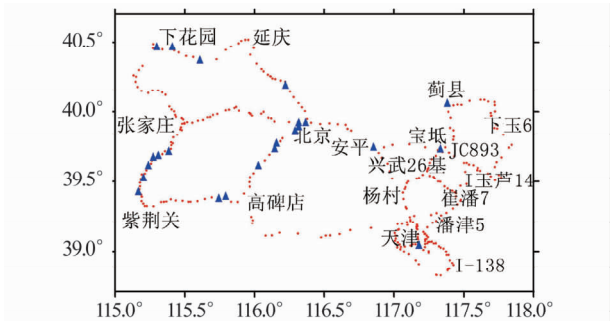 40.5°
下花园
延庆
蓟县
40.0°
张家庄
北京
安平
宝坻
卞玉6
JC893
兴武26基
39.5°
I玉芦14
杨村
崔潘7
紫荆关
高碑店
潘津5
39.0°
天津
I-138
115.0°
115.5°
116.0°
116.5°
117.0°
117.5°
118.0°